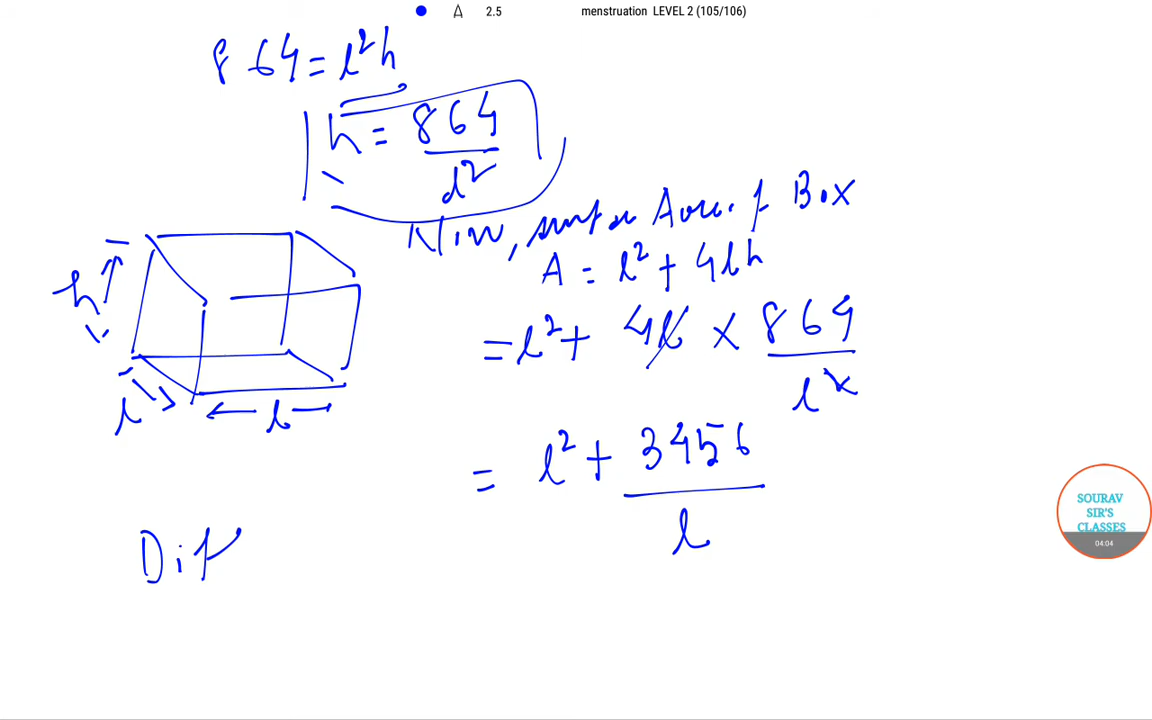 2.5 menstruation LEVEL 2 (105/106)
864 = l²h
h = 864 / l²
Now, Area of Box
A = l² + 4lh
= l² + 4l × 864 / l²
= l² + 3456 / l
h
l
l
Dif
SOURAV
SIR'S
CLASSES
04:04